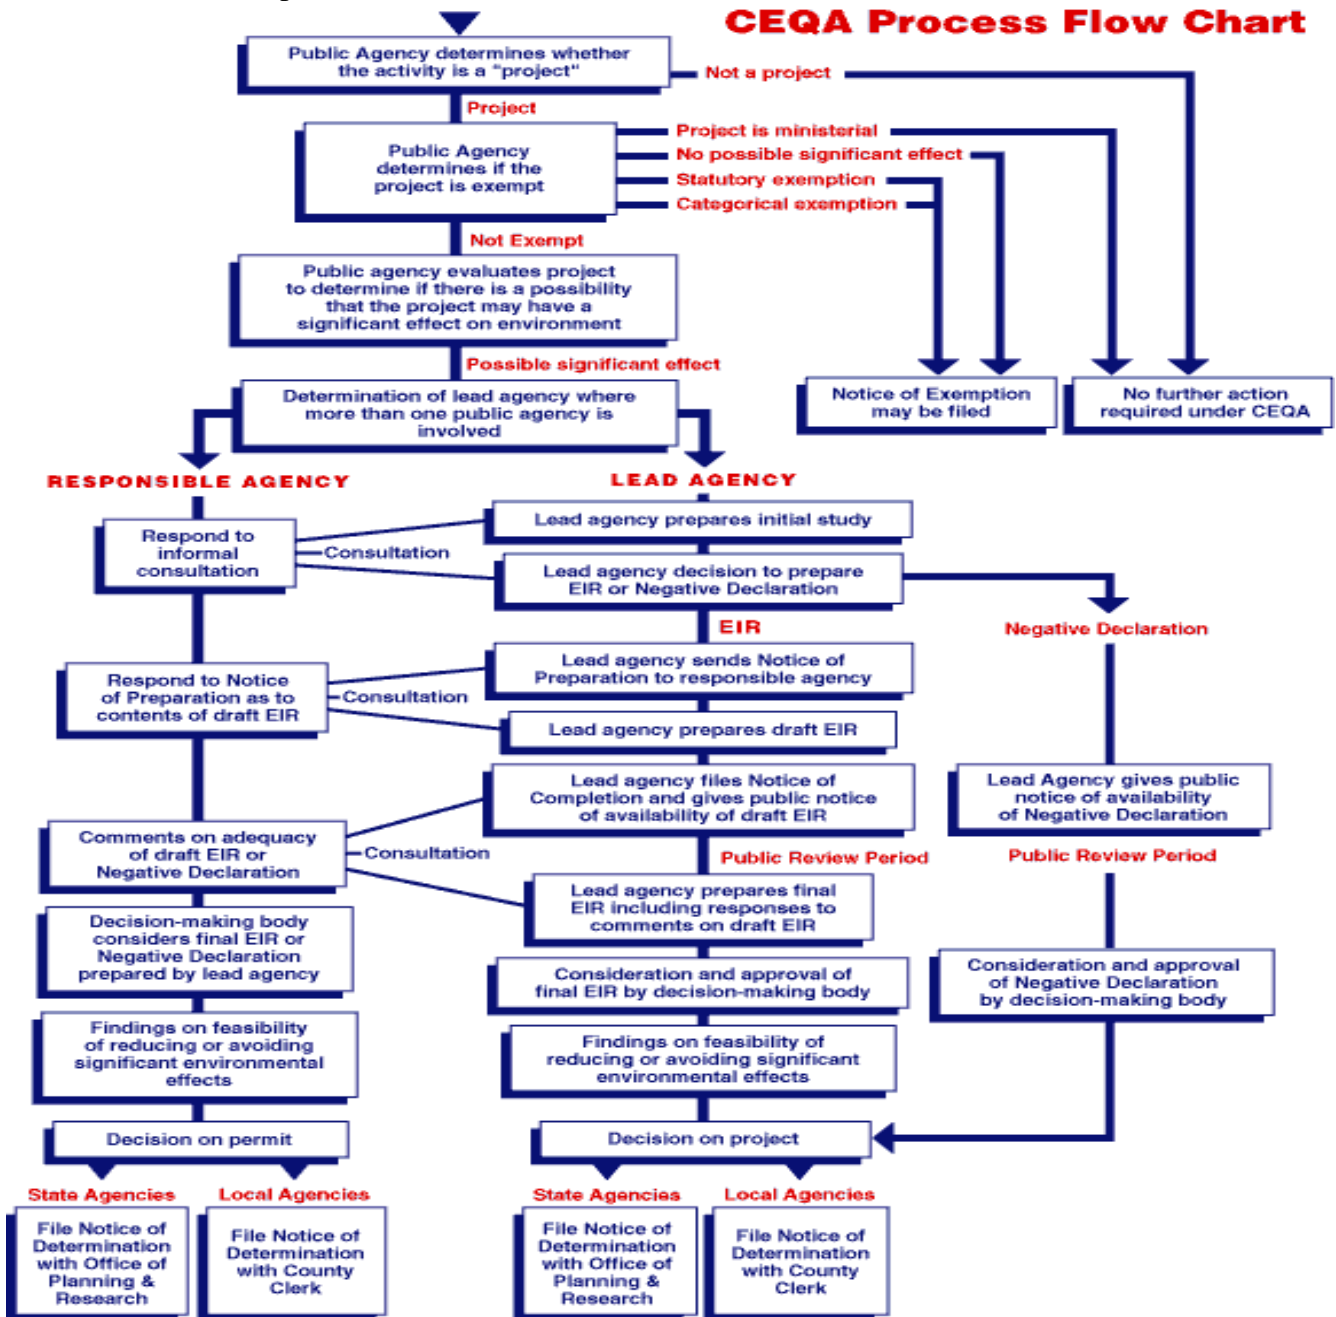 CEQA Process Flow Chart
Public Agency determines whether
the activity is a "project"
Not a project
Project
Public Agency
determines if the
project is exempt
Project is ministerial
No possible significant effect
Statutory exemption
Categorical exemption
Not Exempt
Public agency evaluates project
to determine if there is a possibility
that the project may have a
significant effect on environment
Possible significant effect
Determination of lead agency where
more than one public agency is
involved
Notice of Exemption
may be filed
No further action
required under CEQA
RESPONSIBLE AGENCY
LEAD AGENCY
Respond to
informal
consultation
Consultation
Lead agency prepares initial study
Lead agency decision to prepare
EIR or Negative Declaration
EIR
Negative Declaration
Respond to Notice
of Preparation as to
contents of draft EIR
Consultation
Lead agency sends Notice of
Preparation to responsible agency
Lead agency prepares draft EIR
Lead agency files Notice of
Completion and gives public notice
of availability of draft EIR
Lead Agency gives public
notice of availability
of Negative Declaration
Comments on adequacy
of draft EIR or
Negative Declaration
Consultation
Public Review Period
Public Review Period
Lead agency prepares final
EIR including responses to
comments on draft EIR
Decision-making body
considers final EIR or
Negative Declaration
prepared by lead agency
Consideration and approval of
final EIR by decision-making body
Consideration and approval
of Negative Declaration
by decision-making body
Findings on feasibility
of reducing or avoiding
significant environmental
effects
Findings on feasibility of
reducing or avoiding significant
environmental effects
Decision on permit
Decision on project
State Agencies
Local Agencies
State Agencies
Local Agencies
File Notice of
Determination
with Office of
Planning &
Research
File Notice of
Determination
with County
Clerk
File Notice of
Determination
with Office of
Planning &
Research
File Notice of
Determination
with County
Clerk